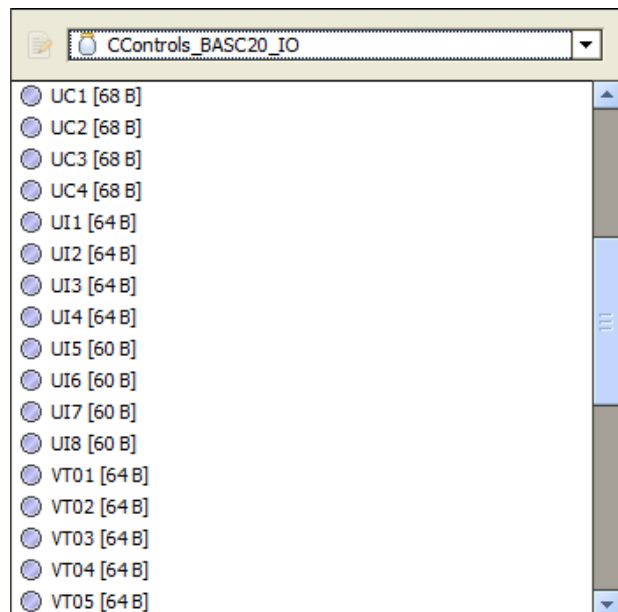 CControls_BASC20_IO
UC1 [68 B]
UC2 [68 B]
UC3 [68 B]
UC4 [68 B]
UI1 [64 B]
UI2 [64 B]
UI3 [64 B]
UI4 [64 B]
UI5 [60 B]
UI6 [60 B]
UI7 [60 B]
UI8 [60 B]
VT01 [64 B]
VT02 [64 B]
VT03 [64 B]
VT04 [64 B]
VT05 [64 B]